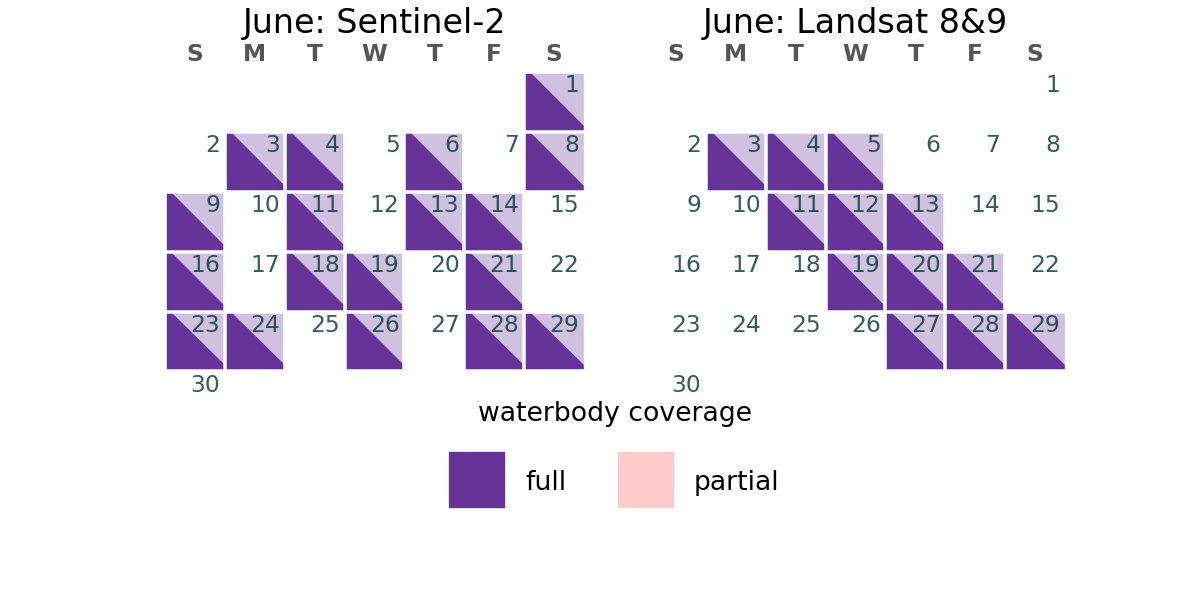 June: Sentinel-2
S M T W T F S
1
2 3 4 5 6 7 8
9 10 11 12 13 14 15
16 17 18 19 20 21 22
23 24 25 26 27 28 29
30
June: Landsat 8&9
S M T W T F S
1
2 3 4 5 6 7 8
9 10 11 12 13 14 15
16 17 18 19 20 21 22
23 24 25 26 27 28 29
30
waterbody coverage
full partial